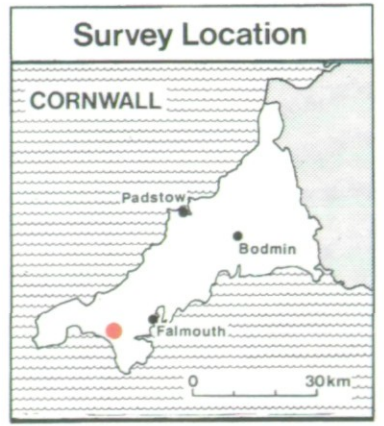 Survey Location
CORNWALL
Padstow
Bodmin
Falmouth
0 30km